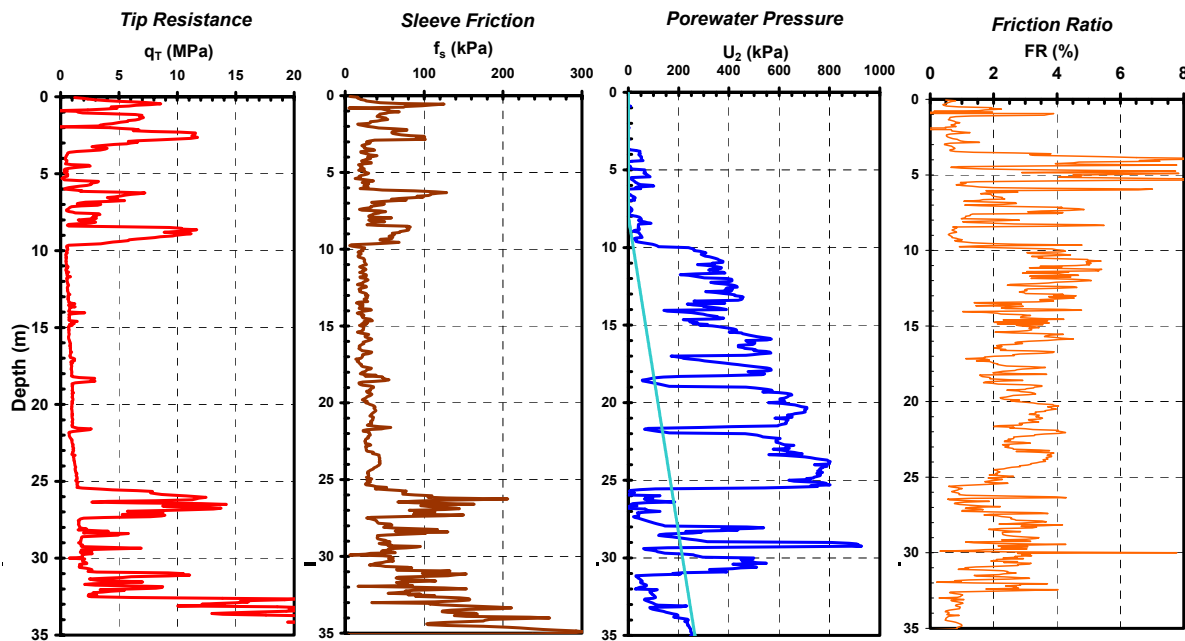 Tip Resistance
qT (MPa)
0 5 10 15 20
Sleeve Friction
fs (kPa)
0 100 200 300
Porewater Pressure
U2 (kPa)
0 200 400 600 800 1000
Friction Ratio
FR (%)
0 2 4 6 8
Depth (m)
0
5
10
15
20
25
30
35
0
5
10
15
20
25
30
35
0
5
10
15
20
25
30
35
0
5
10
15
20
25
30
35